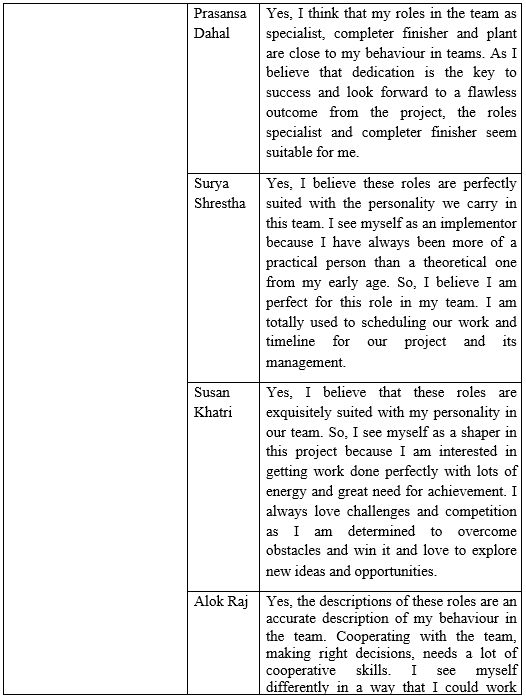 Prasansa
Dahal
Yes, I think that my roles in the team as
specialist, completer finisher and plant
are close to my behaviour in teams. As I
believe that dedication is the key to
success and look forward to a flawless
outcome from the project, the roles
specialist and completer finisher seem
suitable for me.
Surya
Shrestha
Yes, I believe these roles are perfectly
suited with the personality we carry in
this team. I see myself as an implementor
because I have always been more of a
practical person than a theoretical one
from my early age. So, I believe I am
perfect for this role in my team. I am
totally used to scheduling our work and
timeline for our project and its
management.
Susan
Khatri
Yes, I believe that these roles are
exquisitely suited with my personality in
our team. So, I see myself as a shaper in
this project because I am interested in
getting work done perfectly with lots of
energy and great need for achievement. I
always love challenges and competition
as I am determined to overcome
obstacles and win it and love to explore
new ideas and opportunities.
Alok Raj
Yes, the descriptions of these roles are an
accurate description of my behaviour in
the team. Cooperating with the team,
making right decisions, needs a lot of
cooperative skills. I see myself
differently in a way that I could work